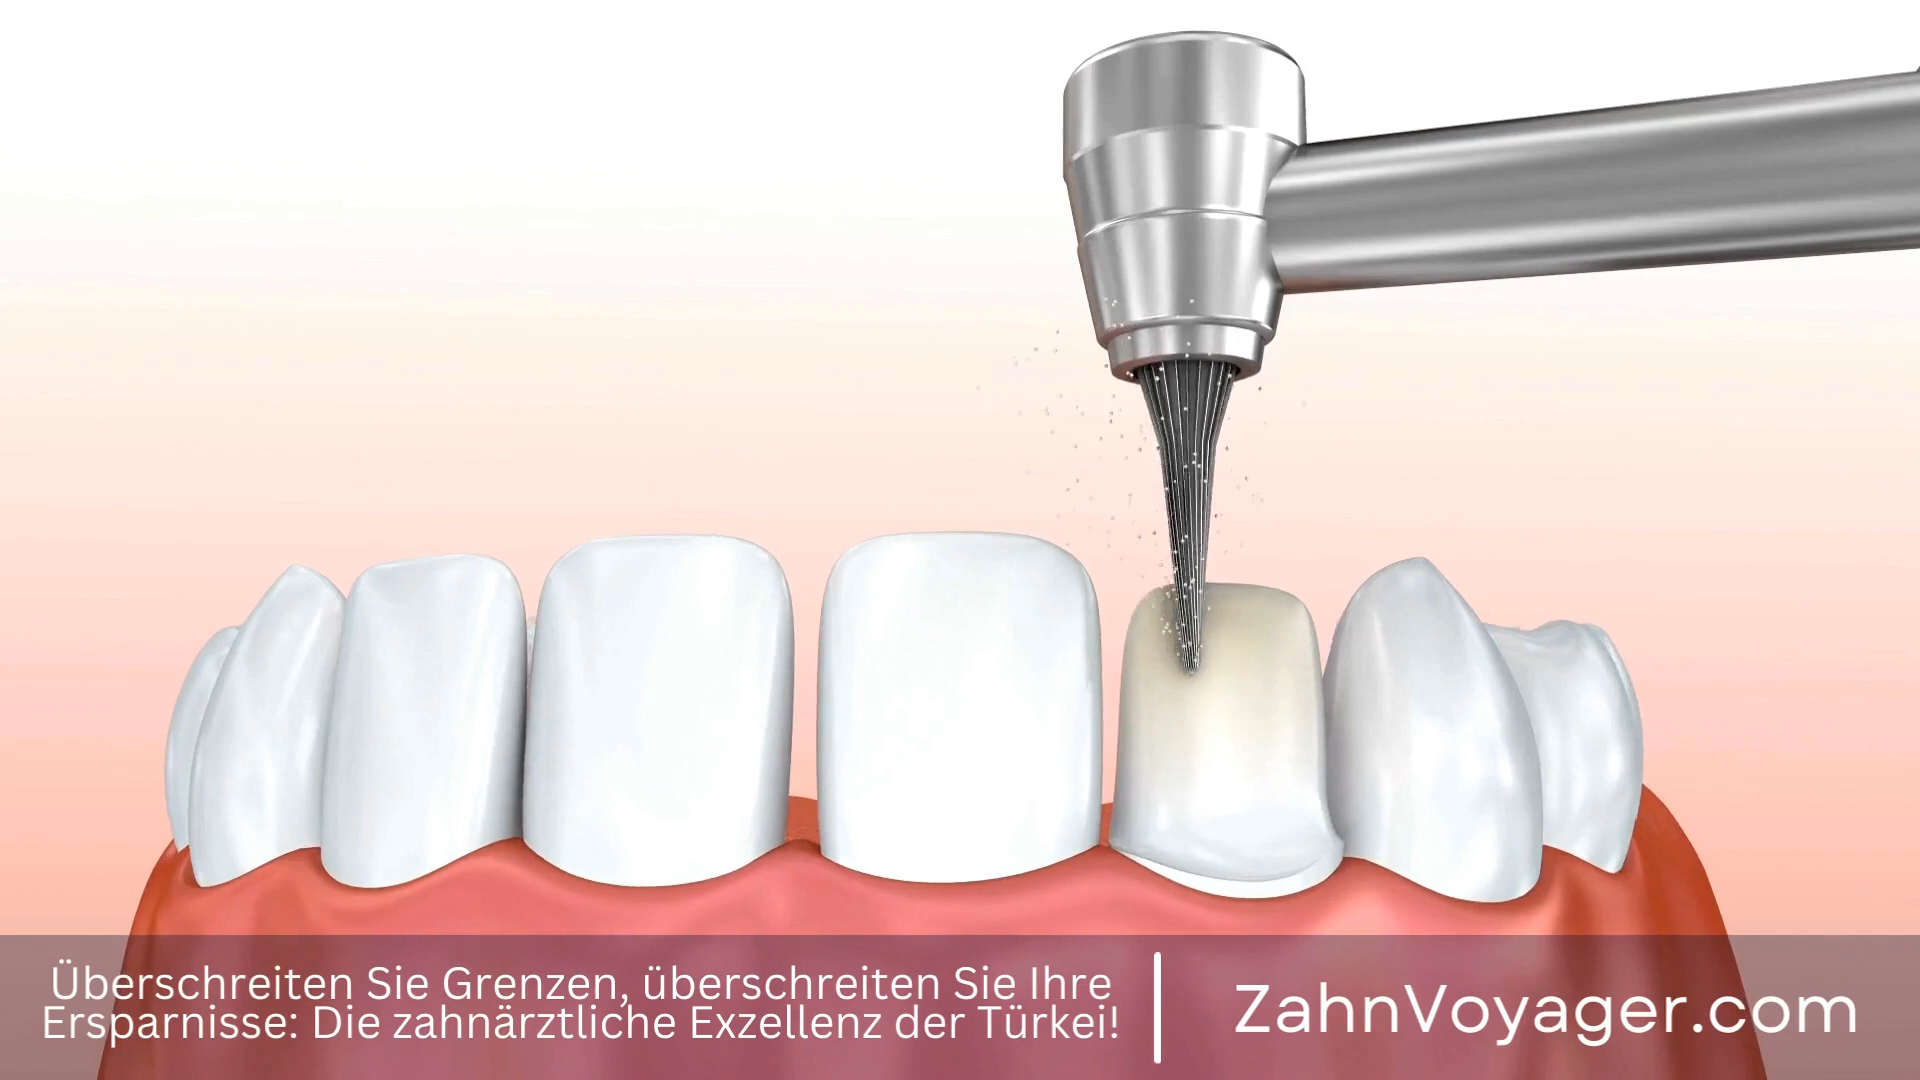 Überschreiten Sie Grenzen, überschreiten Sie Ihre
Ersparnisse: Die zahnärztliche Exzellenz der Türkei!
ZahnVoyager.com